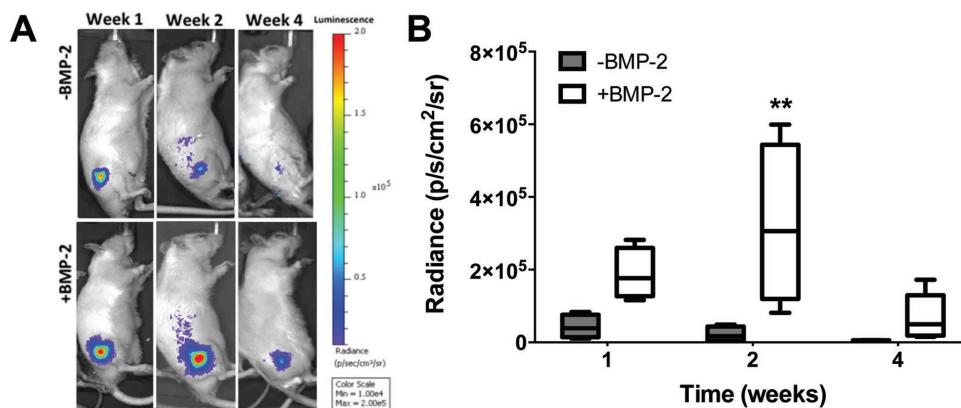 A
Week 1 Week 2 Week 4 Luminescence
-BMP-2
+BMP-2
2.0
1.5
1.0
0.5
x10⁵
Radiance
(p/sec/cm²/sr)
Color Scale
Min = 1.00e4
Max = 2.00e5
B
-BMP-2
+BMP-2
**
Radiance (p/s/cm²/sr)
8×10⁵
6×10⁵
4×10⁵
2×10⁵
0
1 2 4
Time (weeks)